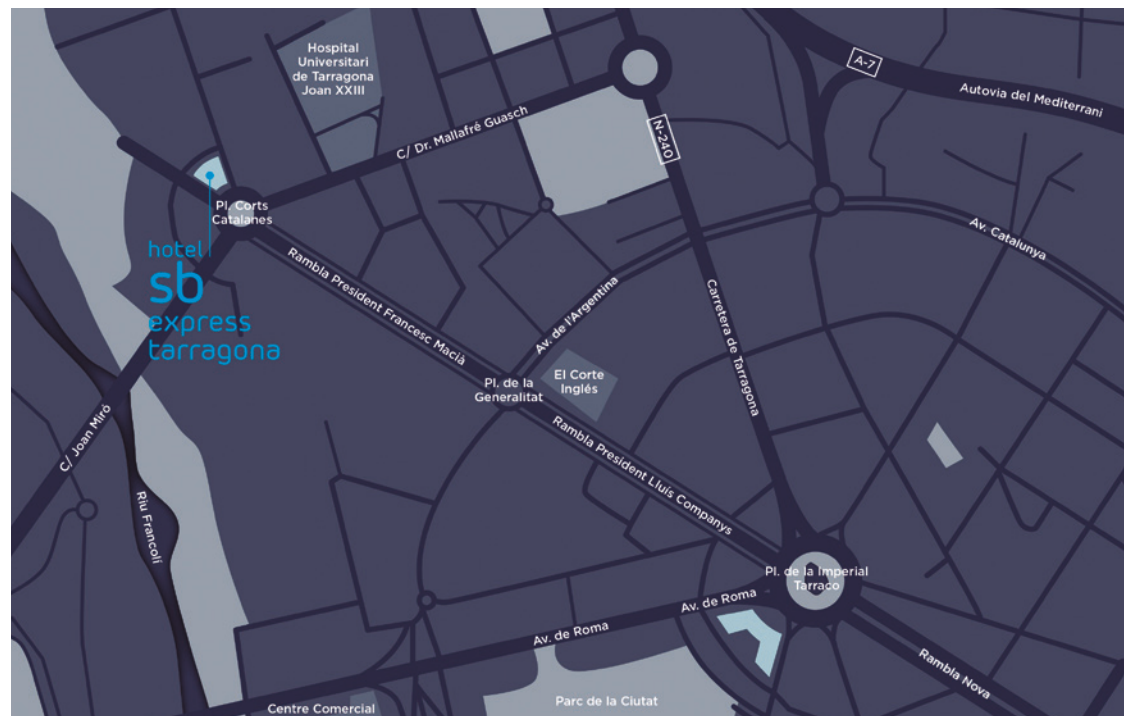 Hospital
Universitari
de Tarragona
Joan XXIII
A-7
Autovia del Mediterrani
C/ Dr. Mallafré Guasch
N-240
Pl. Corts
Catalanes
hotel
sb
express
tarragona
Rambla President Francesc Macià
Av. Catalunya
Av. de l'Argentina
Carretera de Tarragona
Pl. de la
Generalitat
El Corte
Inglés
C/ Joan Miró
Rambla President Lluís Companys
Riu Francolí
Pl. de la Imperial
Tarraco
Av. de Roma
Av. de Roma
Rambla Nova
Parc de la Ciutat
Centre Comercial